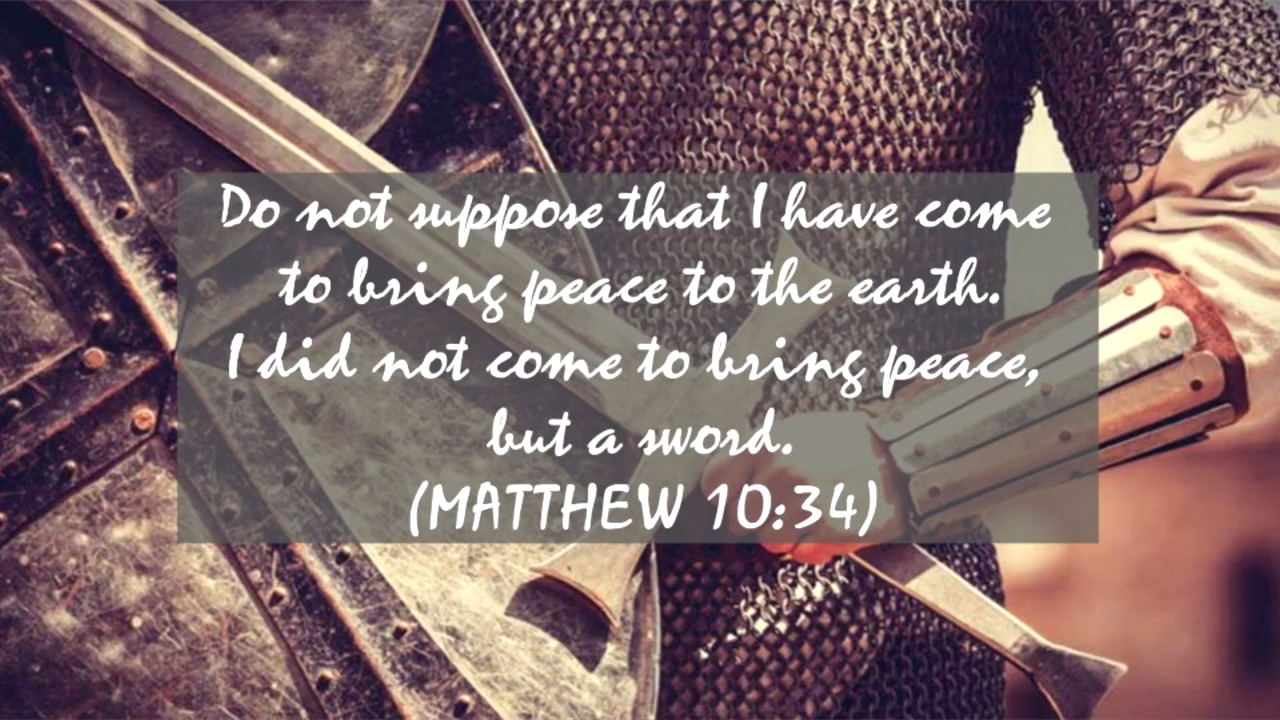 Do not suppose that I have come
to bring peace to the earth.
I did not come to bring peace,
but a sword.
(MATTHEW 10:34)